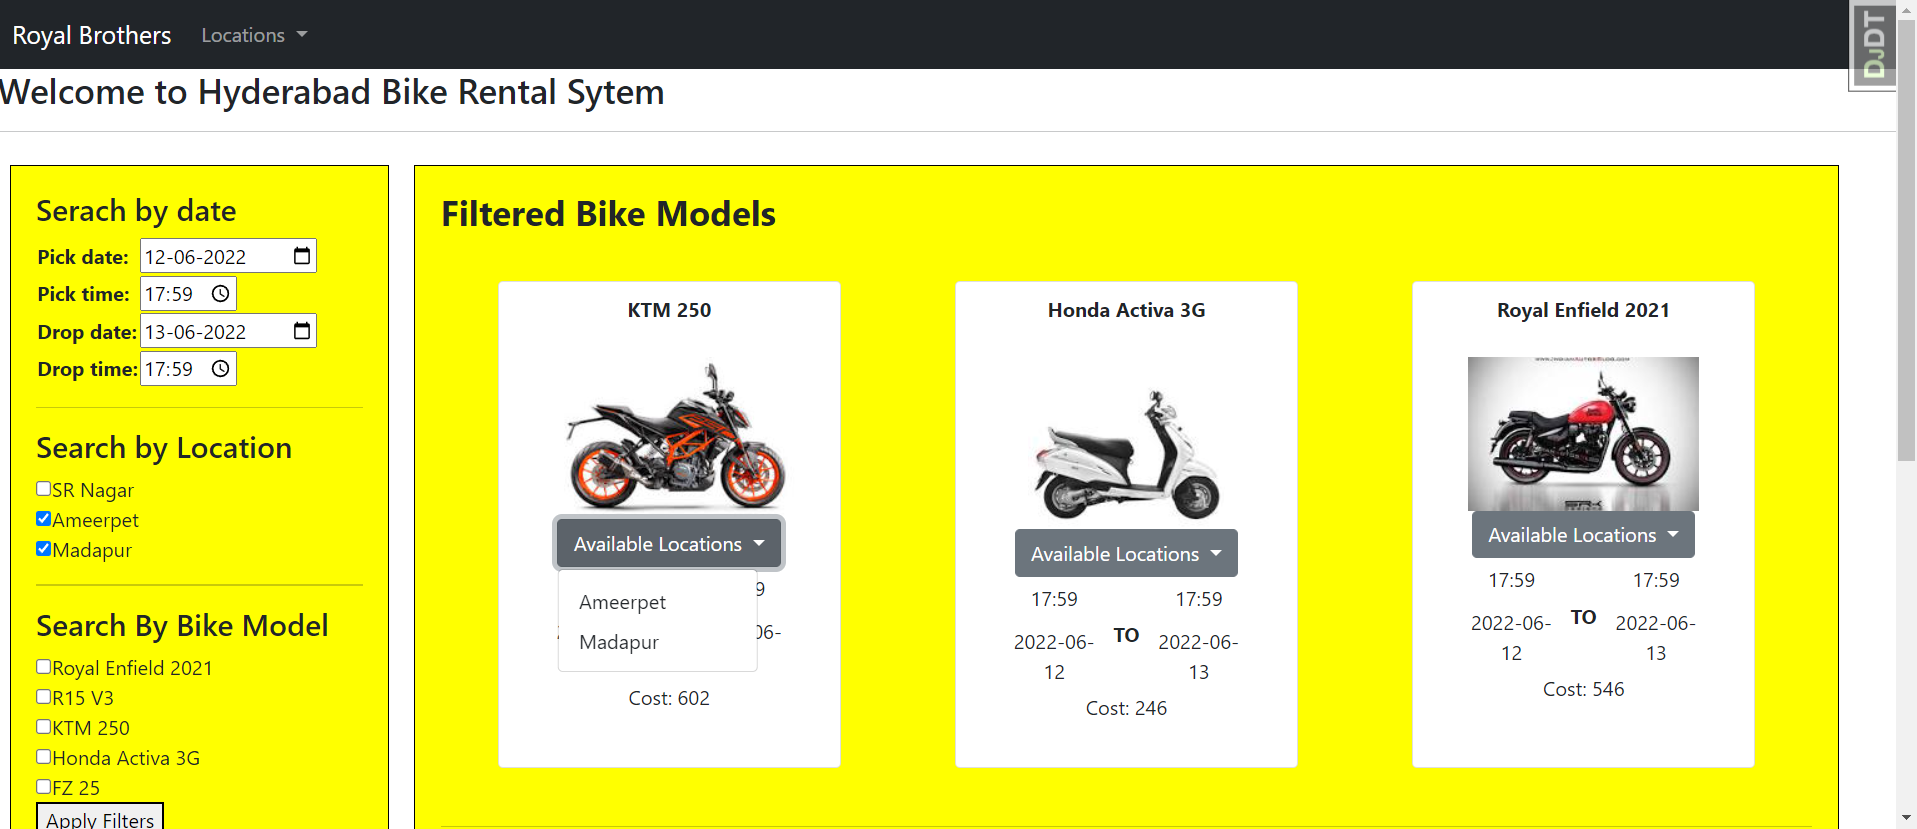 Royal Brothers Locations
DJDT
Welcome to Hyderabad Bike Rental Sytem
Serach by date
Pick date: 12-06-2022
Pick time: 17:59
Drop date: 13-06-2022
Drop time: 17:59
Search by Location
SR Nagar
Ameerpet
Madapur
Search By Bike Model
Royal Enfield 2021
R15 V3
KTM 250
Honda Activa 3G
FZ 25
Apply Filters
Filtered Bike Models
KTM 250
Available Locations
Ameerpet
Madapur
Cost: 602
Honda Activa 3G
Available Locations
17:59 17:59
2022-06-12 TO 2022-06-13
Cost: 246
Royal Enfield 2021
Available Locations
17:59 17:59
2022-06-12 TO 2022-06-13
Cost: 546